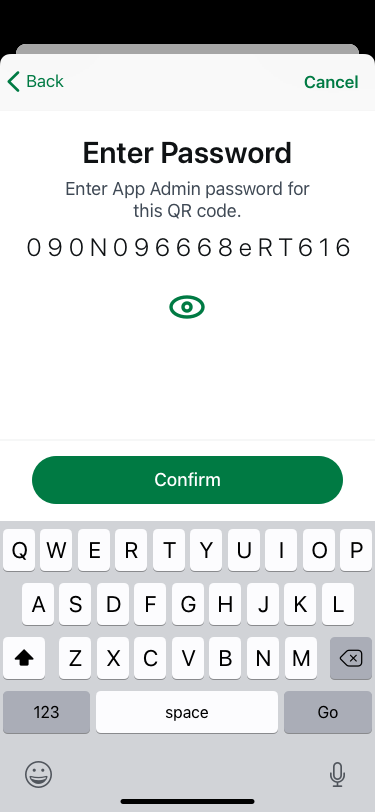 Back
Cancel
Enter Password
Enter App Admin password for
this QR code.
090N096668eRT616
Confirm
Q W E R T Y U I O P
A S D F G H J K L
Z X C V B N M
123 space Go